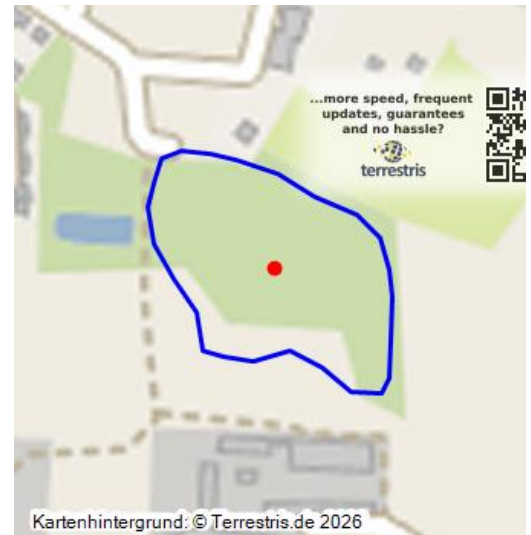 ...more speed, frequent
updates, guarantees
and no hassle?
terrestris
Kartenhintergrund: © Terrestris.de 2026